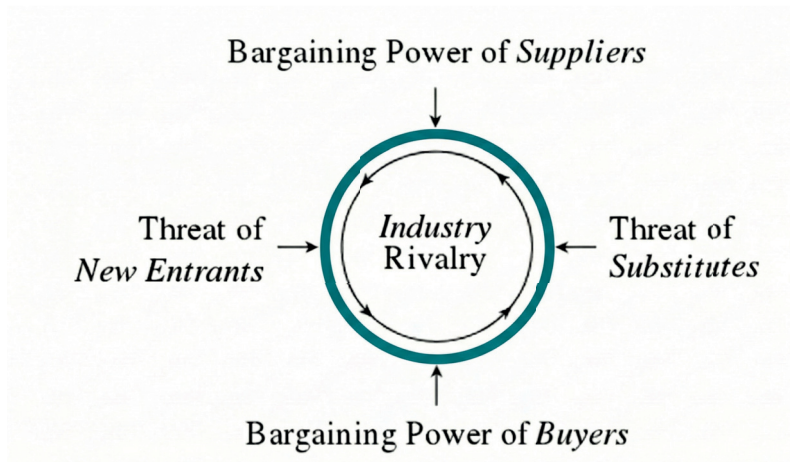 Bargaining Power of Suppliers
Threat of
New Entrants
Industry
Rivalry
Threat of
Substitutes
Bargaining Power of Buyers